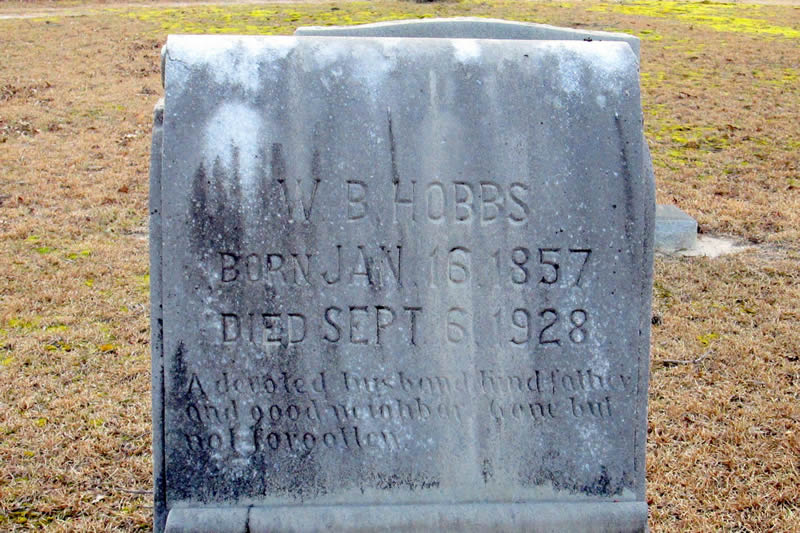 W. B. HOBBS
BORN JAN. 16, 1857
DIED SEPT. 6, 1928
A devoted husband, kind father,
and good neighbor Gone but
not forgotten